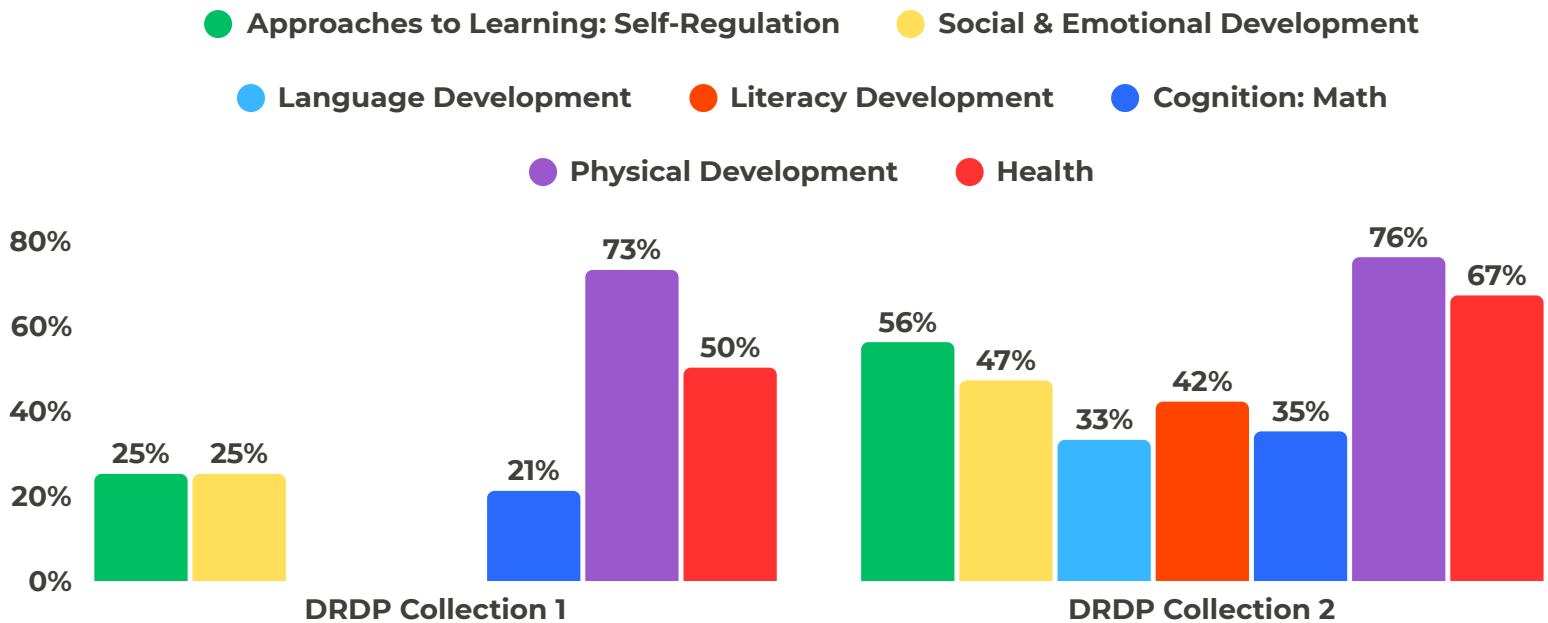 Approaches to Learning: Self-Regulation Social & Emotional Development
Language Development Literacy Development Cognition: Math
Physical Development Health
80%
60%
40%
20%
0%
25% 25% 21% 73% 50%
56% 47% 33% 42% 35% 76% 67%
DRDP Collection 1 DRDP Collection 2